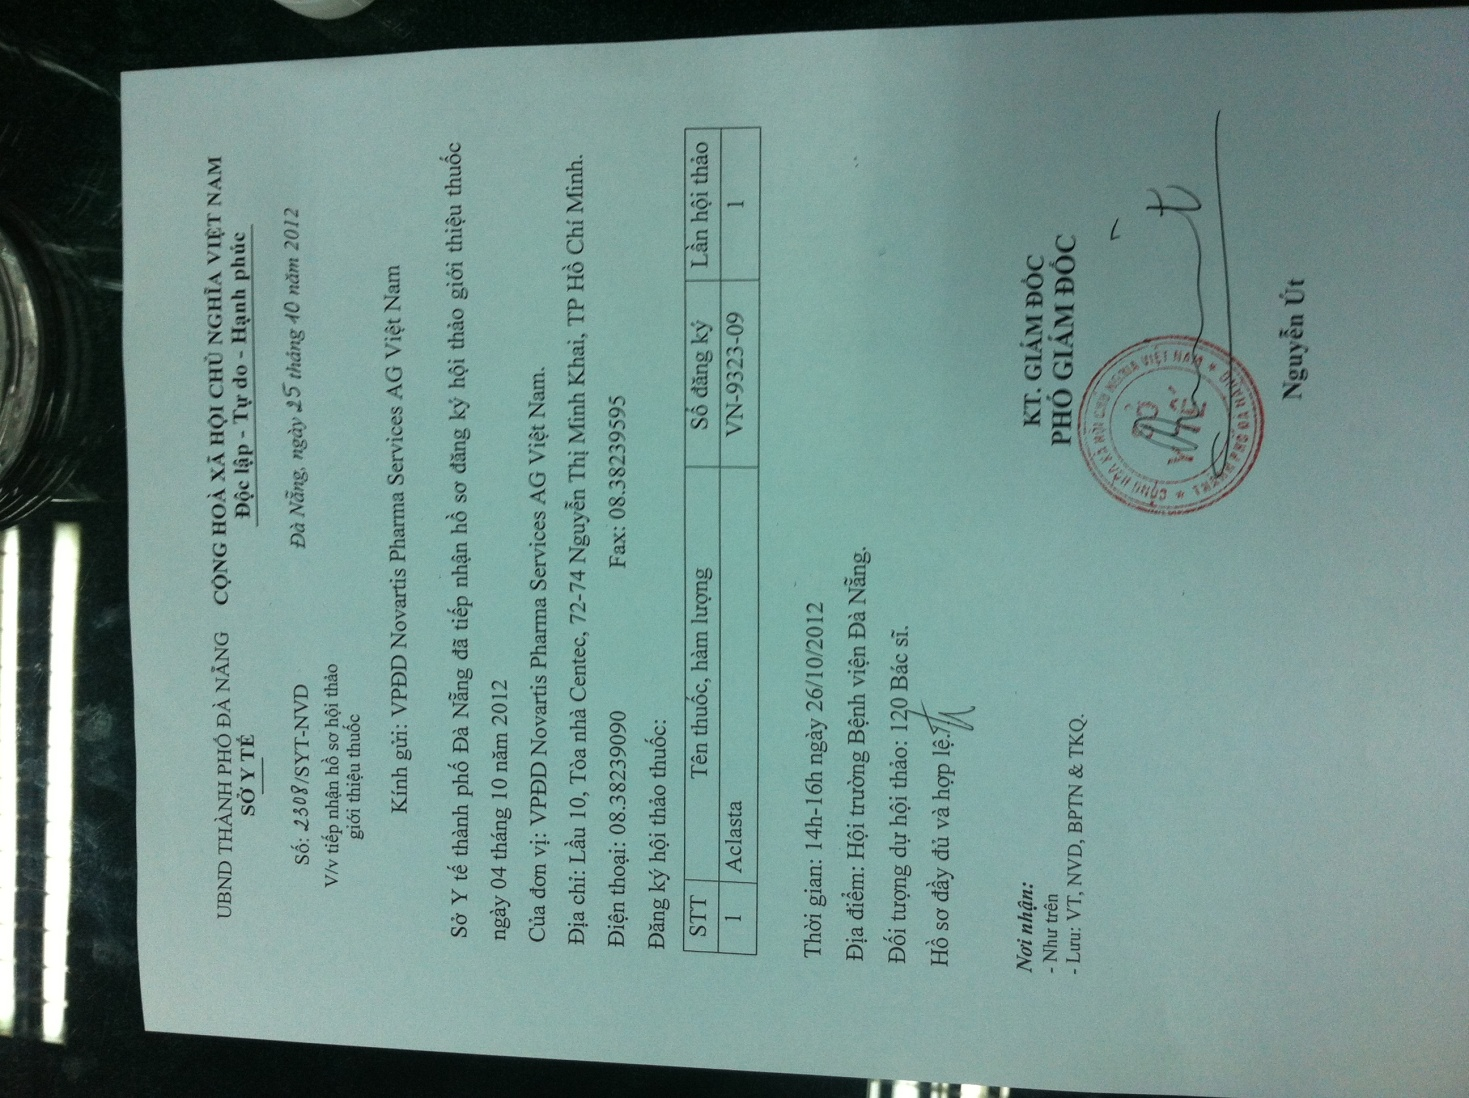 UBND THÀNH PHỐ ĐÀ NẴNG
SỞ Y TẾ
CỘNG HOÀ XÃ HỘI CHỦ NGHĨA VIỆT NAM
Độc lập - Tự do - Hạnh phúc
Số: 2308/SYT-NVD
V/v tiếp nhận hồ sơ hội thảo
giới thiệu thuốc
Đà Nẵng, ngày 25 tháng 10 năm 2012
Kính gửi: VPĐD Novartis Pharma Services AG Việt Nam
Sở Y tế thành phố Đà Nẵng đã tiếp nhận hồ sơ đăng ký hội thảo giới thiệu thuốc
ngày 04 tháng 10 năm 2012
Của đơn vị: VPĐD Novartis Pharma Services AG Việt Nam.
Địa chỉ: Lầu 10, Tòa nhà Centec, 72-74 Nguyễn Thị Minh Khai, TP Hồ Chí Minh.
Điện thoại: 08.38239090 Fax: 08.38239595
Đăng ký hội thảo thuốc:
STT Tên thuốc, hàm lượng Số đăng ký Lần hội thảo
1 Aclasta VN-9323-09 1
Thời gian: 14h-16h ngày 26/10/2012
Địa điểm: Hội trường Bệnh viện Đà Nẵng.
Đối tượng dự hội thảo: 120 Bác sĩ.
Hồ sơ đầy đủ và hợp lệ.
Nơi nhận:
- Như trên
- Lưu: VT, NVD, BPTN & TKQ.
KT. GIÁM ĐỐC
PHÓ GIÁM ĐỐC
CỘNG HÒA XÃ HỘI CHỦ NGHĨA VIỆT NAM
Nguyễn Út